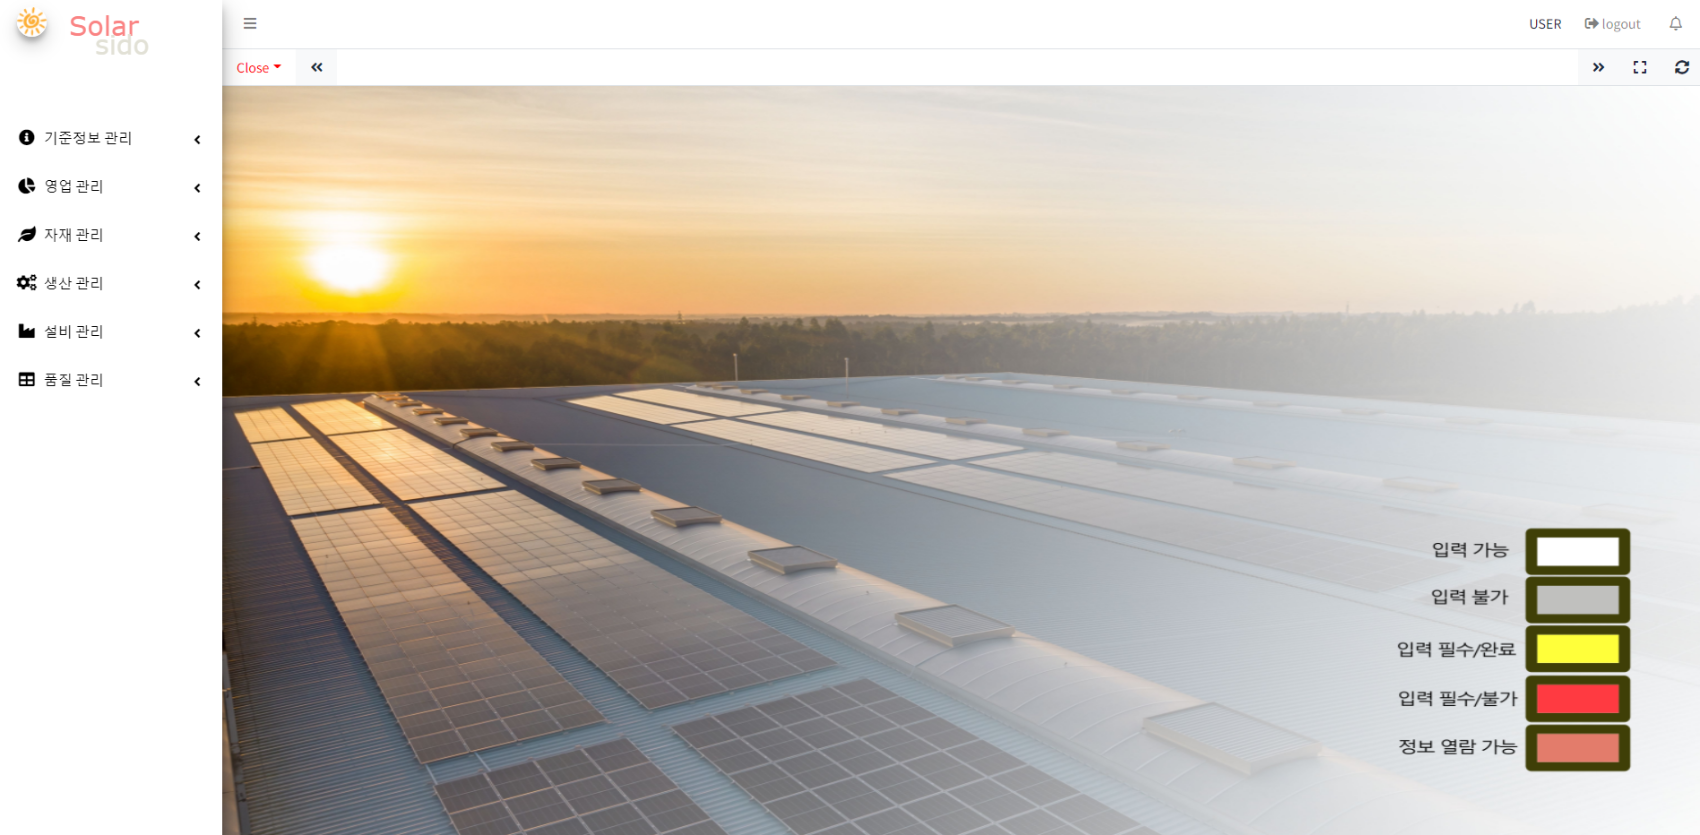 Solar
sido
USER
logout
Close
기준정보 관리
영업 관리
자재 관리
생산 관리
설비 관리
품질 관리
입력 가능
입력 불가
입력 필수/완료
입력 필수/불가
정보 열람 가능